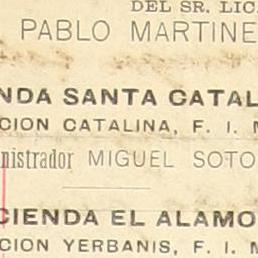 DEL SR. LIC.
PABLO MARTINE
NDA SANTA CATAL
CION CATALINA, F. I. M
nistrador MIGUEL SOTO
CIENDA EL ALAMO
CION YERBANIS, F. I. M